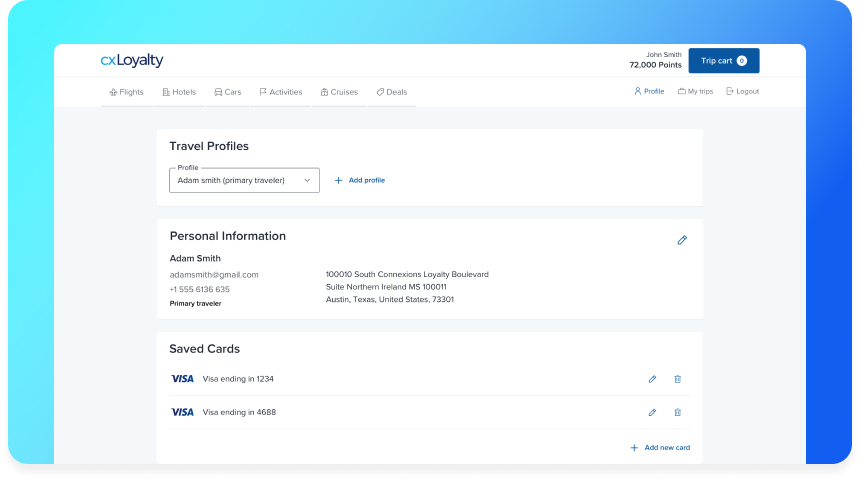 cxLoyalty
John Smith
72,000 Points
Trip cart 0
Flights
Hotels
Cars
Activities
Cruises
Deals
Profile
My trips
Logout
Travel Profiles
Profile
Adam smith (primary traveler)
+ Add profile
Personal Information
Adam Smith
adamsmith@gmail.com
+1 555 6136 635
Primary traveler
100010 South Connexions Loyalty Boulevard
Suite Northern Ireland MS 100011
Austin, Texas, United States, 73301
Saved Cards
VISA Visa ending in 1234
VISA Visa ending in 4688
+ Add new card